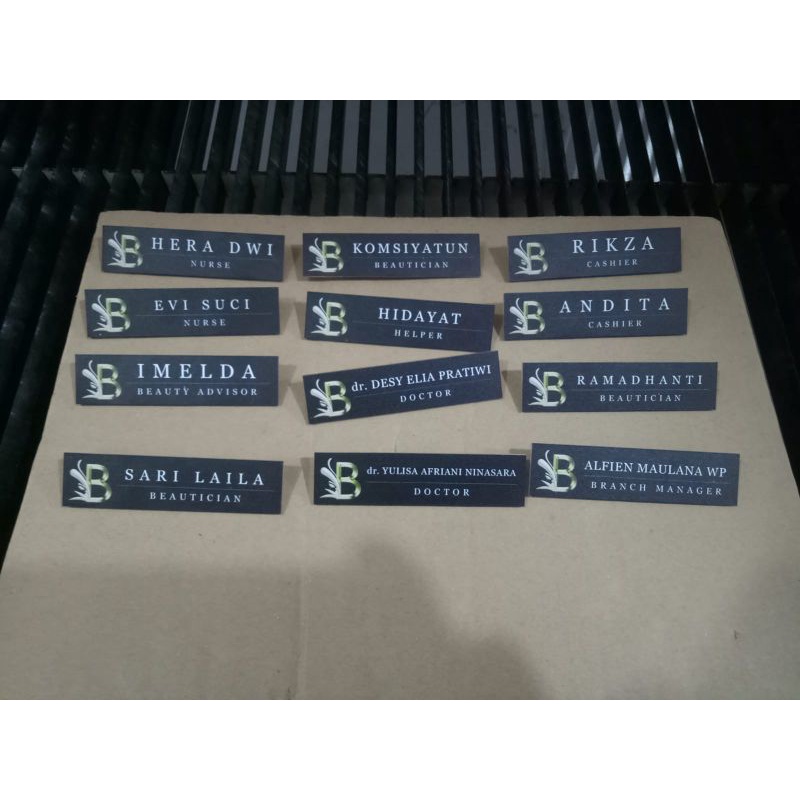 B HERA DWI
NURSE
B KOMSIYATUN
BEAUTICIAN
B RIKZA
CASHIER
B EVI SUCI
NURSE
B HIDAYAT
HELPER
B ANDITA
CASHIER
B IMELDA
BEAUTY ADVISOR
B dr. DESY ELIA PRATIWI
DOCTOR
B RAMADHANTI
BEAUTICIAN
B SARI LAILA
BEAUTICIAN
B dr. YULISA AFRIANI NINASARA
DOCTOR
B ALFIEN MAULANA WP
BRANCH MANAGER